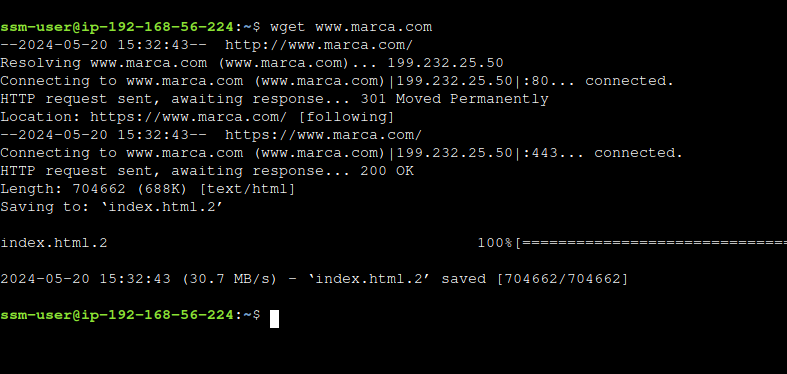 ssm-user@ip-192-168-56-224:~$ wget www.marca.com
--2024-05-20 15:32:43--  http://www.marca.com/
Resolving www.marca.com (www.marca.com)... 199.232.25.50
Connecting to www.marca.com (www.marca.com)|199.232.25.50|:80... connected.
HTTP request sent, awaiting response... 301 Moved Permanently
Location: https://www.marca.com/ [following]
--2024-05-20 15:32:43--  https://www.marca.com/
Connecting to www.marca.com (www.marca.com)|199.232.25.50|:443... connected.
HTTP request sent, awaiting response... 200 OK
Length: 704662 (688K) [text/html]
Saving to: ‘index.html.2’
index.html.2                                         100%[==============================
2024-05-20 15:32:43 (30.7 MB/s) - ‘index.html.2’ saved [704662/704662]
ssm-user@ip-192-168-56-224:~$